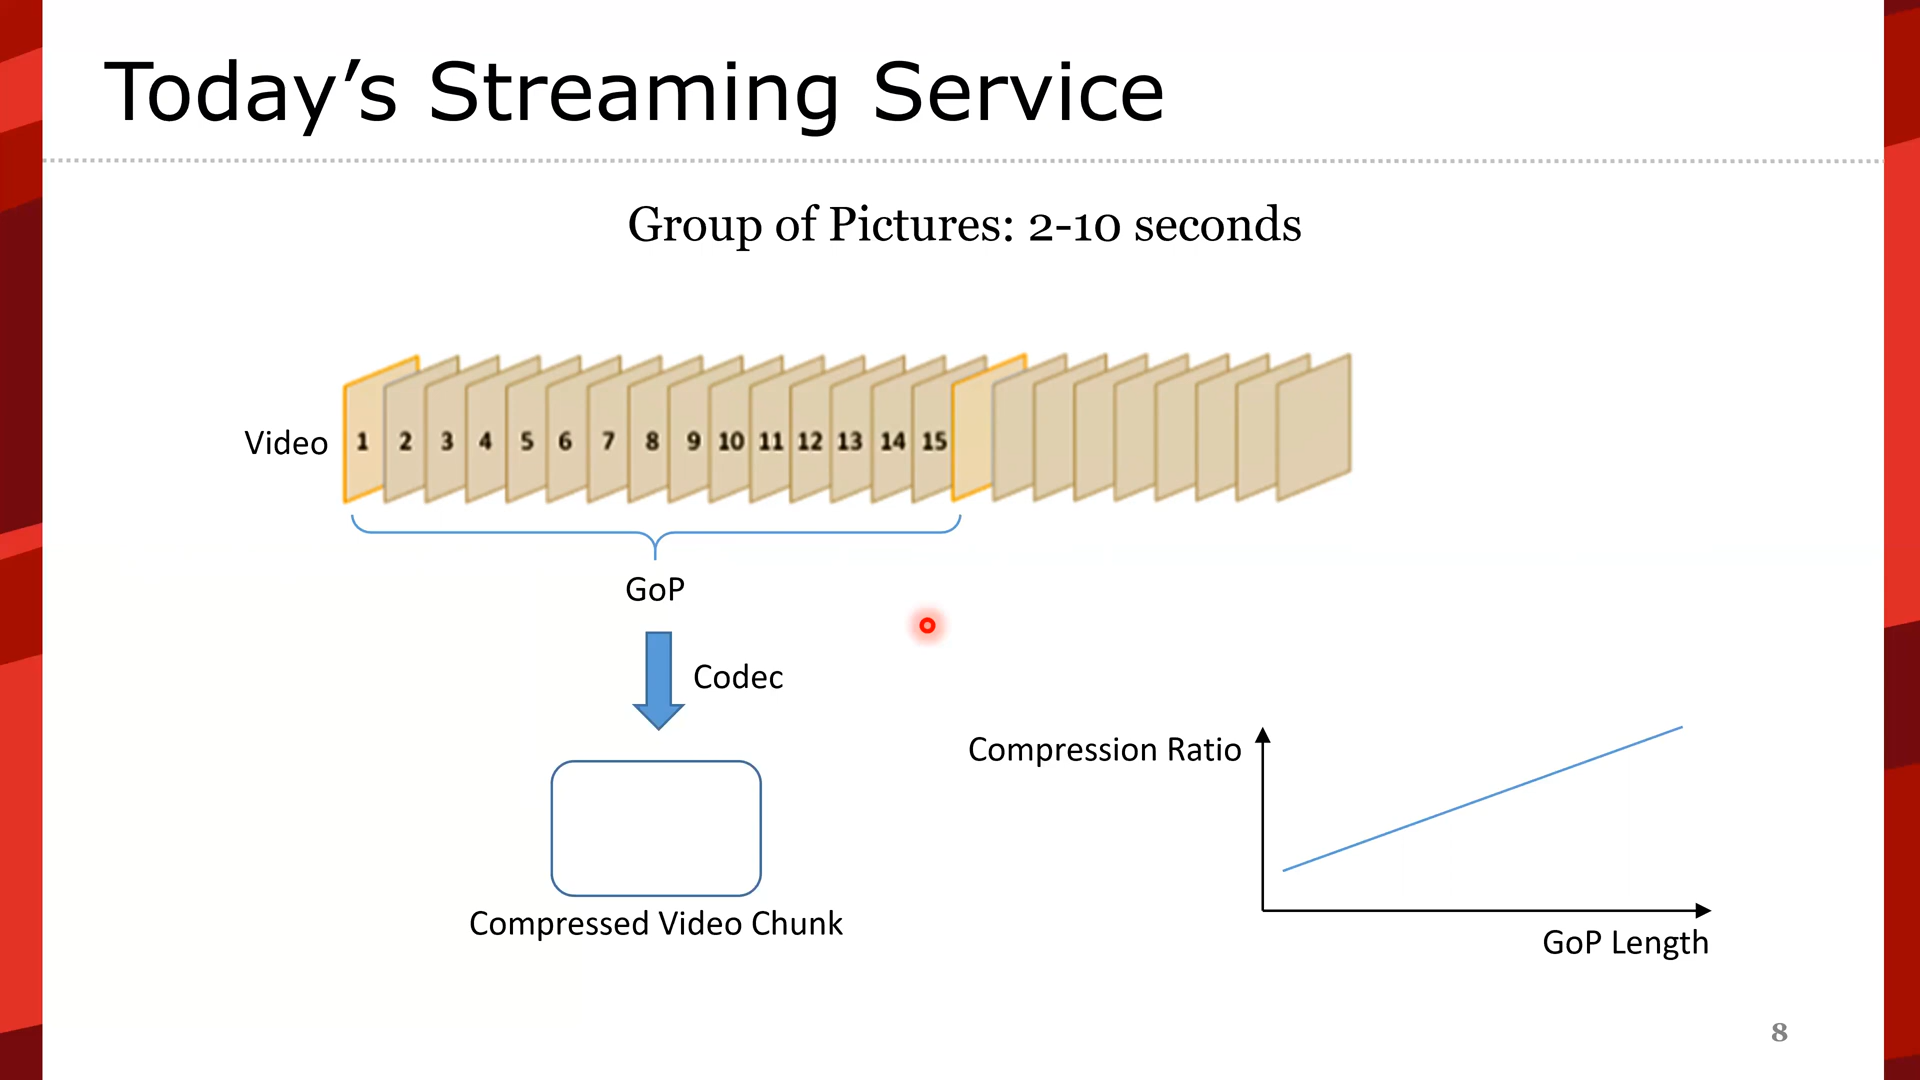 Today’s Streaming Service
Group of Pictures: 2-10 seconds
Video 1 2 3 4 5 6 7 8 9 10 11 12 13 14 15
GoP
Codec
Compressed Video Chunk
Compression Ratio
GoP Length
8